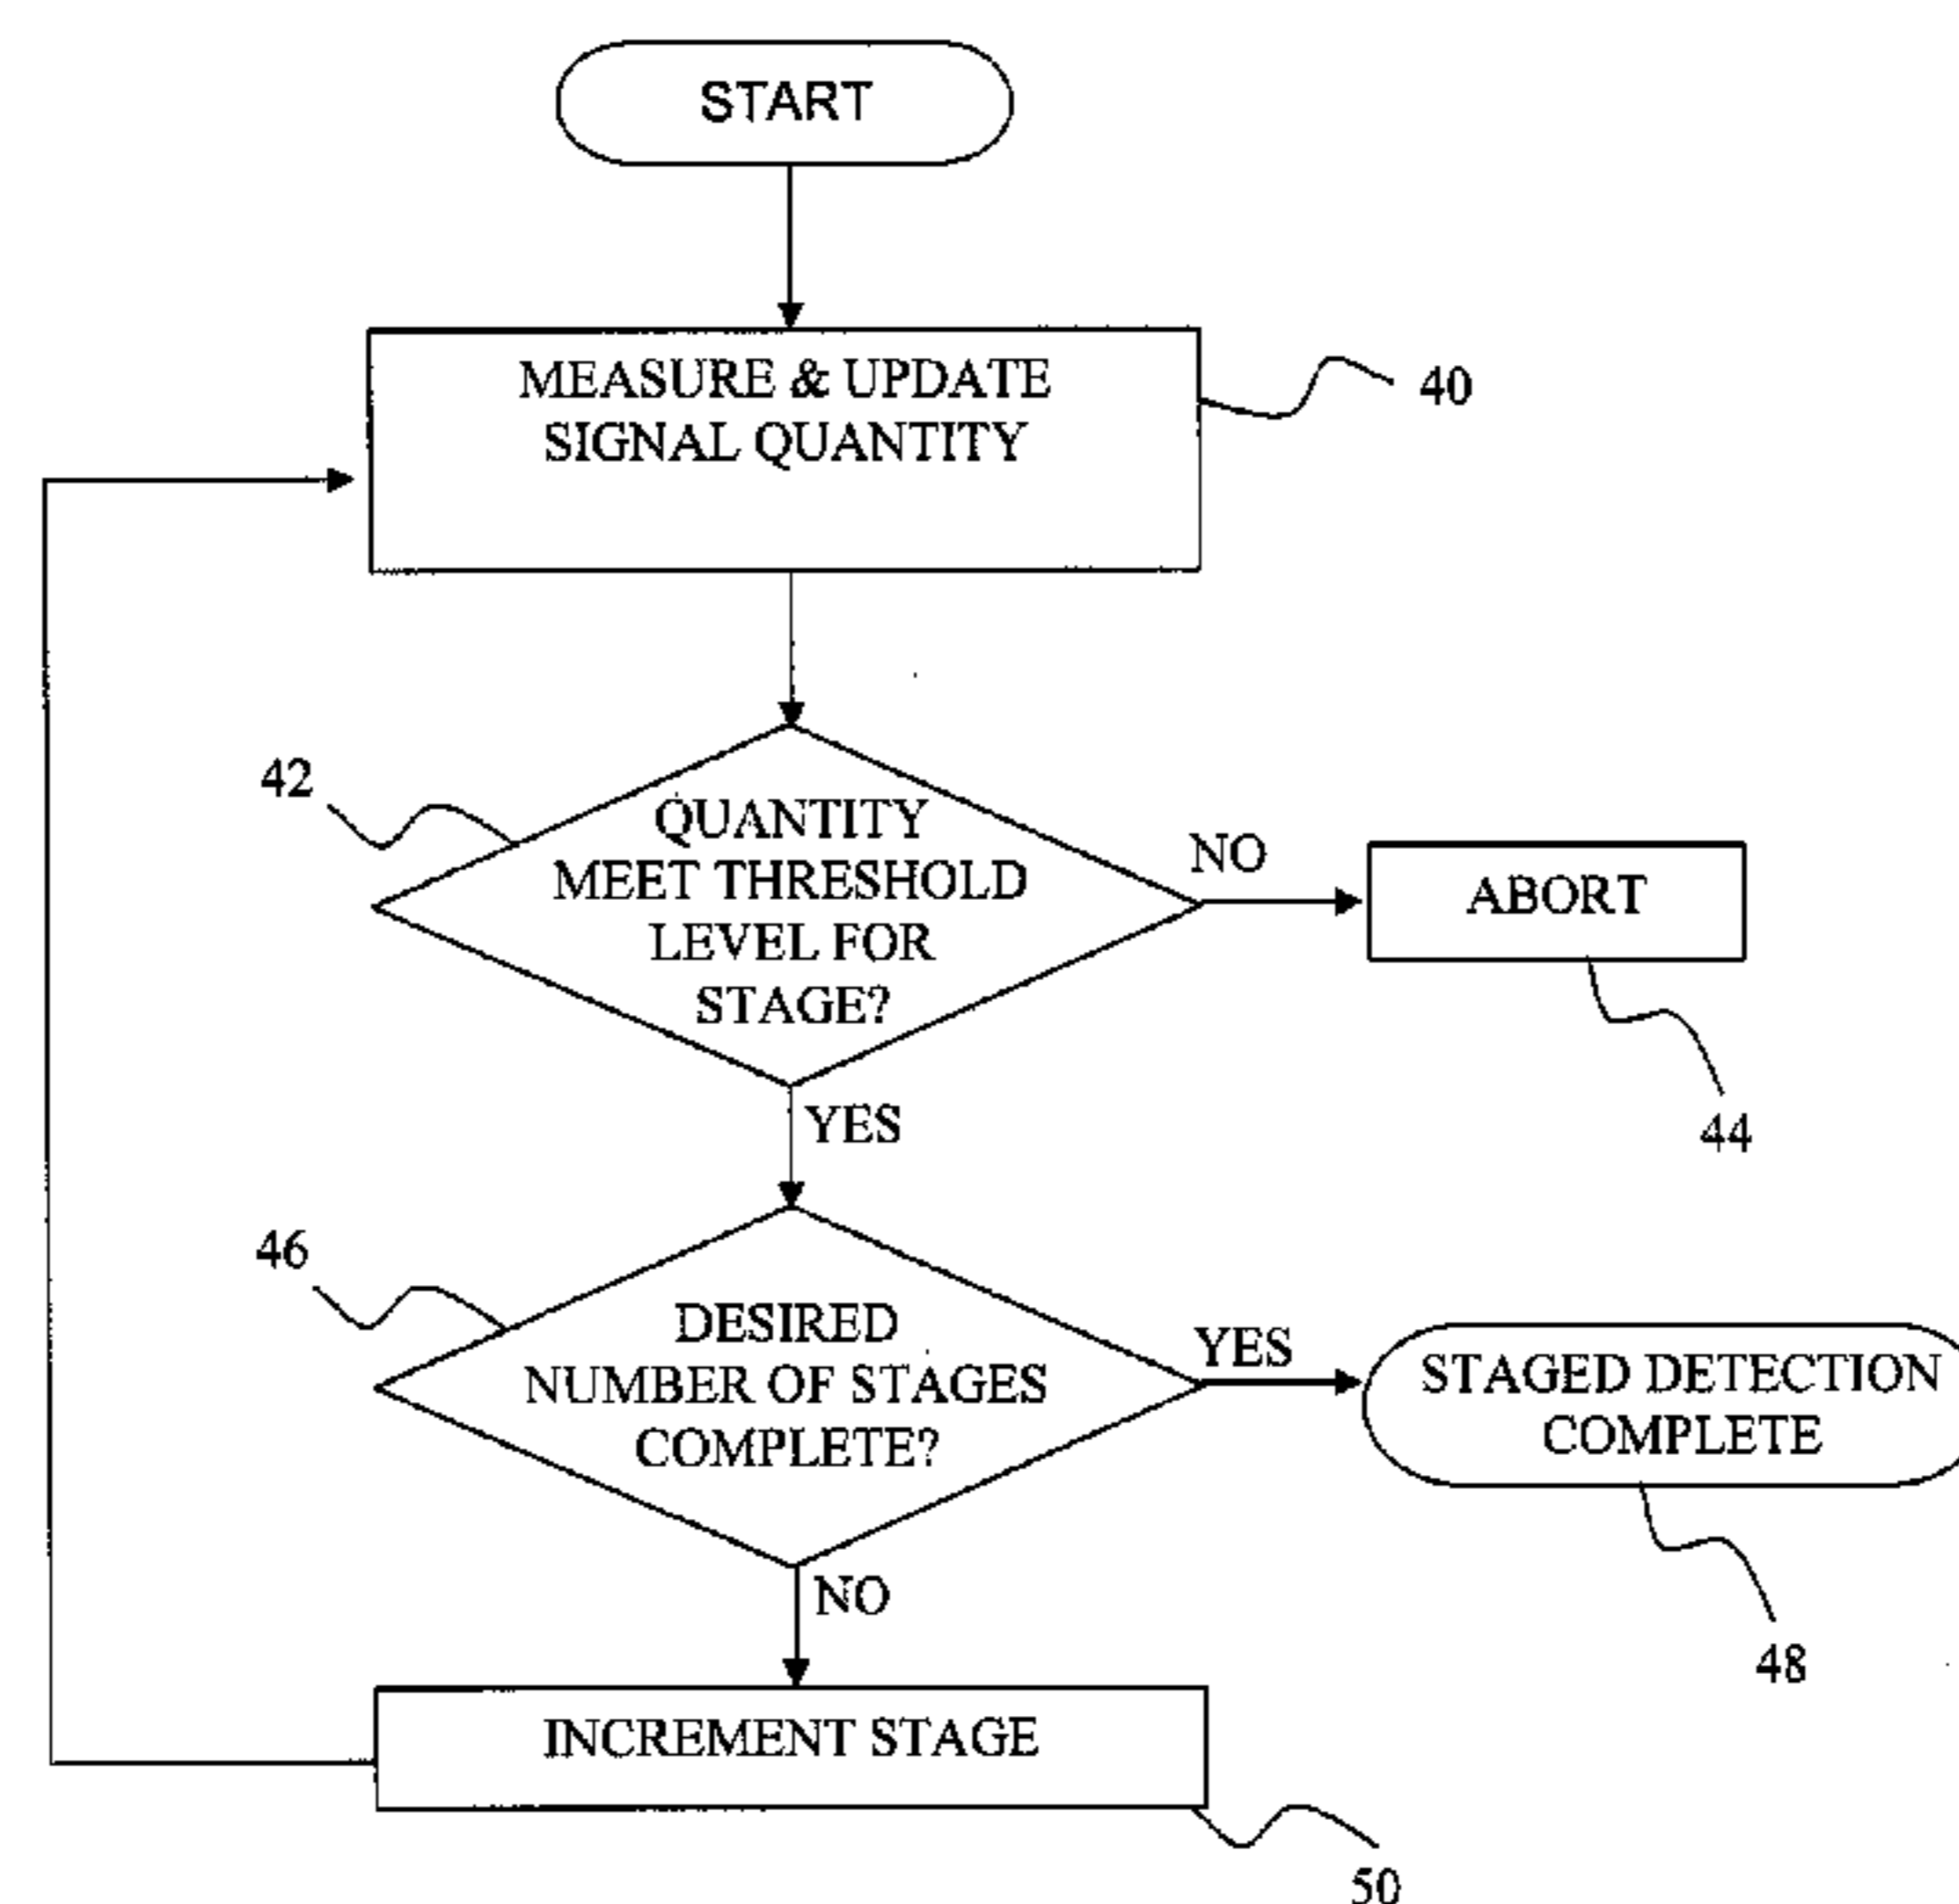 START
MEASURE & UPDATE
SIGNAL QUANTITY
40
42
QUANTITY
MEET THRESHOLD
LEVEL FOR
STAGE?
NO
ABORT
44
YES
46
DESIRED
NUMBER OF STAGES
COMPLETE?
YES
STAGED DETECTION
COMPLETE
48
NO
INCREMENT STAGE
50